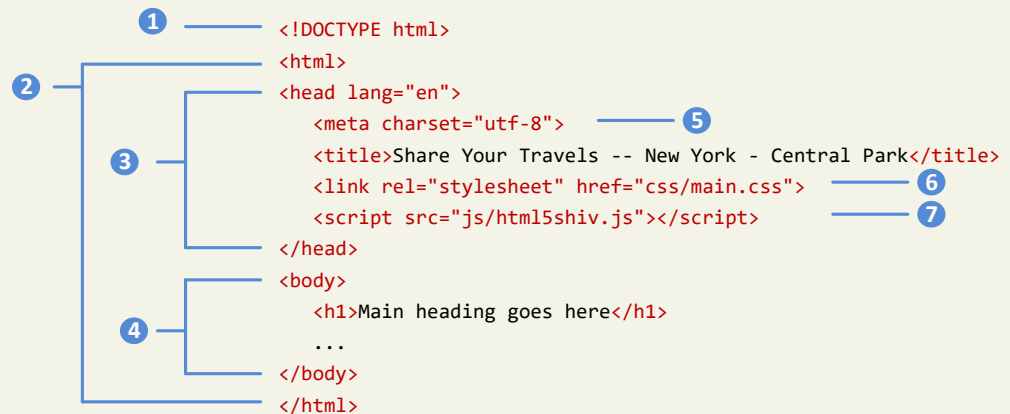 1 <!DOCTYPE html>
<html>
2 <head lang="en">
<meta charset="utf-8"> 5
3 <title>Share Your Travels -- New York - Central Park</title>
<link rel="stylesheet" href="css/main.css"> 6
<script src="js/html5shiv.js"></script> 7
</head>
<body>
<h1>Main heading goes here</h1>
4 ...
</body>
</html>